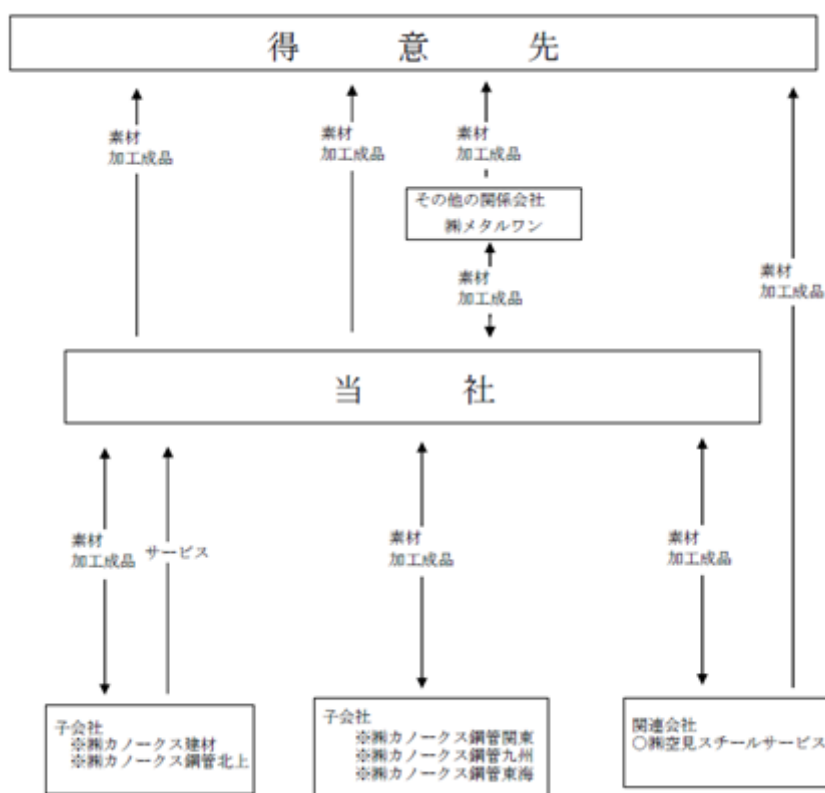 得意先
素材
加工成品
素材
加工成品
素材
加工成品
その他の関係会社
㈱メタルワン
素材
加工成品
素材
加工成品
当社
素材
加工成品
サービス
素材
加工成品
素材
加工成品
子会社
※㈱カノークス建材
※㈱カノークス鋼管北上
子会社
※㈱カノークス鋼管関東
※㈱カノークス鋼管九州
※㈱カノークス鋼管東海
関連会社
○㈱空見スチールサービス